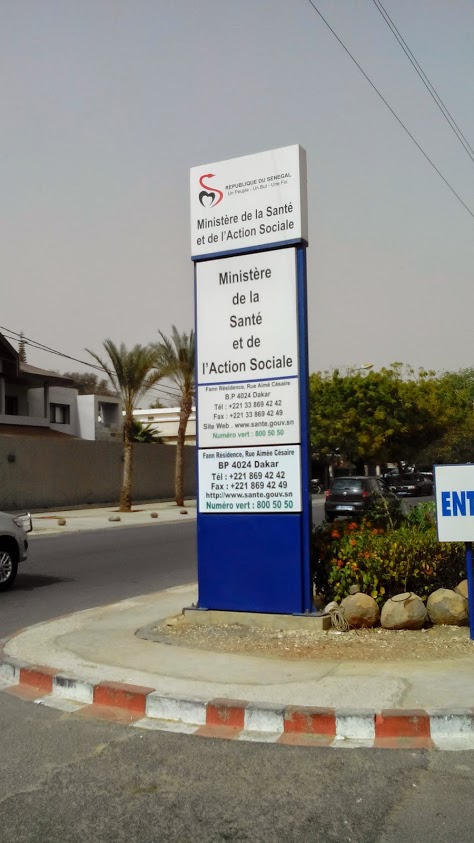 REPUBLIQUE DU SENEGAL
Un Peuple - Un But - Une Foi
Ministère de la Santé
et de l'Action Sociale
Ministère
de la
Santé
et de
l'Action Sociale
Fann Résidence, Rue Aimé Césaire
B.P 4024 Dakar
Tél : +221 33 869 42 42
Fax : +221 33 869 42 49
Site Web . www.sante.gouv.sn
Numéro vert : 800 50 50
Fann Résidence, Rue Aimée Césaire
BP 4024 Dakar
Tél : +221 869 42 42
Fax : +221 869 42 49
http://www.sante.gouv.sn
Numéro vert : 800 50 50
ENT